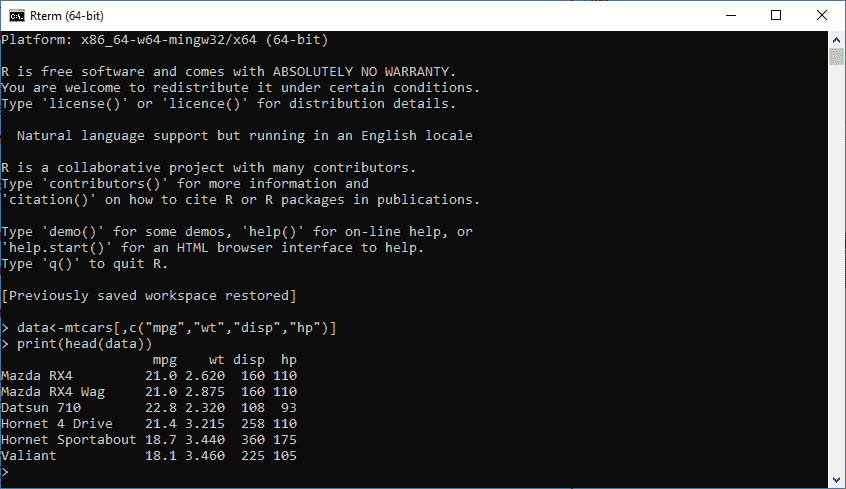 Rterm (64-bit)
Platform: x86_64-w64-mingw32/x64 (64-bit)
R is free software and comes with ABSOLUTELY NO WARRANTY.
You are welcome to redistribute it under certain conditions.
Type 'license()' or 'licence()' for distribution details.
Natural language support but running in an English locale
R is a collaborative project with many contributors.
Type 'contributors()' for more information and
'citation()' on how to cite R or R packages in publications.
Type 'demo()' for some demos, 'help()' for on-line help, or
'help.start()' for an HTML browser interface to help.
Type 'q()' to quit R.
[Previously saved workspace restored]
> data<-mtcars[,c("mpg","wt","disp","hp")]
> print(head(data))
                   mpg    wt disp  hp
Mazda RX4         21.0 2.620  160 110
Mazda RX4 Wag     21.0 2.875  160 110
Datsun 710        22.8 2.320  108  93
Hornet 4 Drive    21.4 3.215  258 110
Hornet Sportabout 18.7 3.440  360 175
Valiant           18.1 3.460  225 105
>